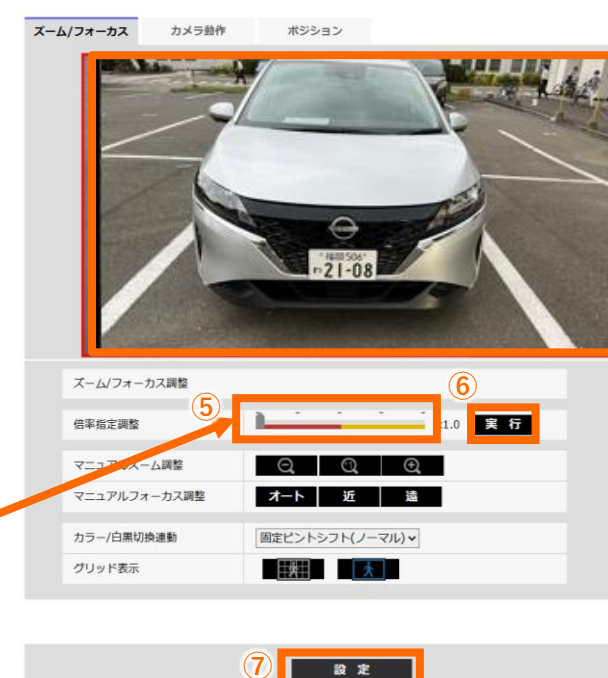 ズーム/フォーカス カメラ動作 ポジション
福岡 506
わ 21-08
ズーム/フォーカス調整
⑤ ⑥
倍率指定調整 x1.0 実 行
マニュアルズーム調整
マニュアルフォーカス調整 オート 近 遠
カラー/白黒切換連動 固定ピントシフト(ノーマル)
グリッド表示
⑦ 設 定